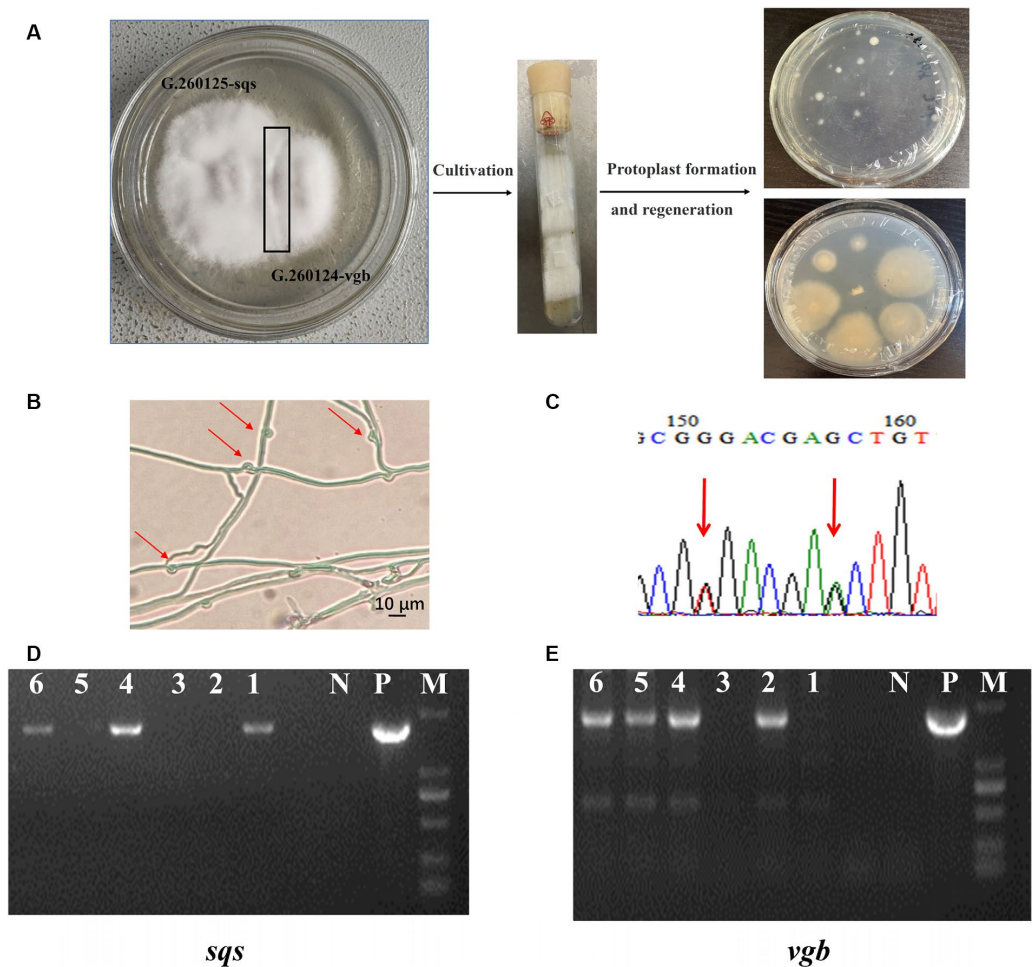 A
G.260125-sqs
G.260124-vgb
Cultivation
Protoplast formation
and regeneration
B
10 µm
C
150 160
G C G G G A C G A G C T G T
D
6 5 4 3 2 1 N P M
sqs
E
6 5 4 3 2 1 N P M
vgb